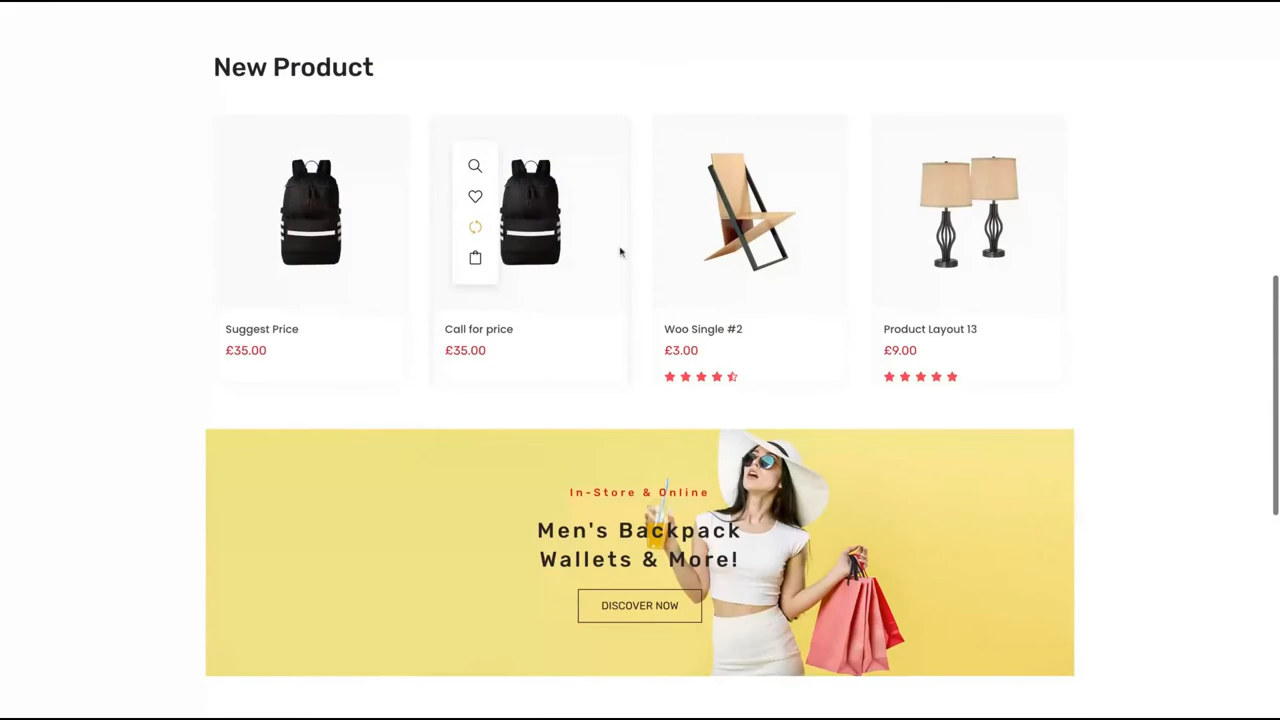 New Product
Suggest Price
£35.00
Call for price
£35.00
Woo Single #2
£3.00
Product Layout 13
£9.00
In-Store & Online
Men's Backpack
Wallets & More!
DISCOVER NOW